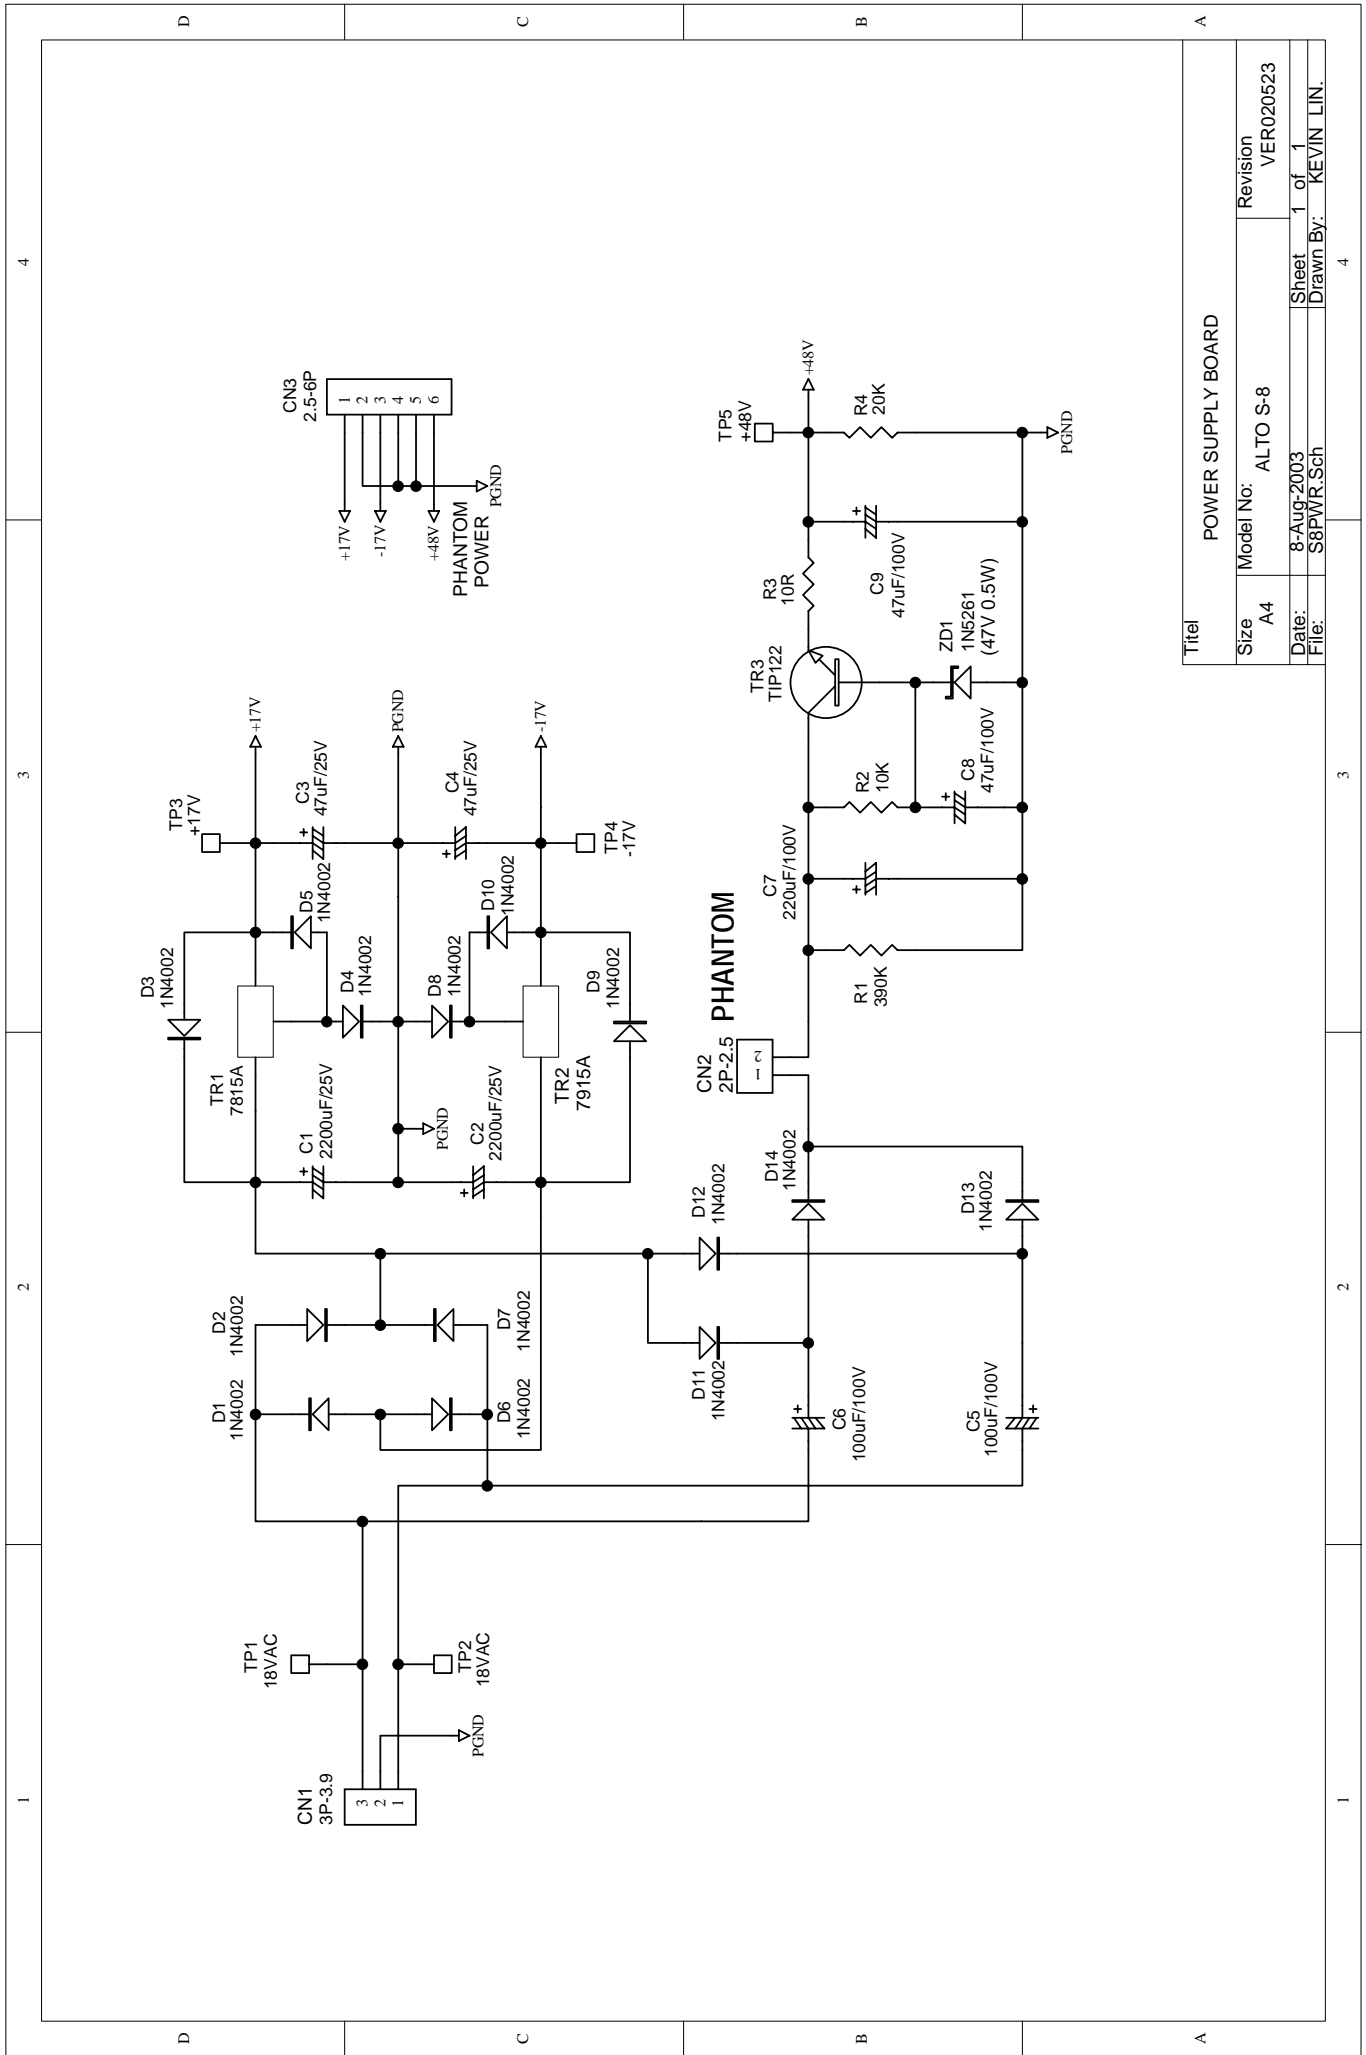 1
2
3
4
D
C
B
A
CN1
3P-3.9
3
2
1
TP1
18VAC
TP2
18VAC
PGND
D1
1N4002
D2
1N4002
D6
1N4002
D7
1N4002
D3
1N4002
TR1
7815A
C1
2200uF/25V
C2
2200uF/25V
PGND
D4
1N4002
D5
1N4002
D8
1N4002
D10
1N4002
TR2
7915A
D9
1N4002
TP3
+17V
C3
47uF/25V
C4
47uF/25V
TP4
-17V
+17V
PGND
-17V
CN3
2.5-6P
1
2
3
4
5
6
+17V
-17V
+48V
PHANTOM
POWER
PGND
D11
1N4002
D12
1N4002
C6
100uF/100V
C5
100uF/100V
D14
1N4002
D13
1N4002
CN2
2P-2.5
1 2
PHANTOM
R1
390K
C7
220uF/100V
R2
10K
C8
47uF/100V
TR3
TIP122
ZD1
1N5261
(47V 0.5W)
R3
10R
C9
47uF/100V
TP5
+48V
+48V
R4
20K
PGND
Titel
POWER SUPPLY BOARD
Size
A4
Model No:
ALTO S-8
Revision
VER020523
Date: 8-Aug-2003 Sheet 1 of 1
File: S8PWR.Sch Drawn By: KEVIN LIN.
1
2
3
4
D
C
B
A